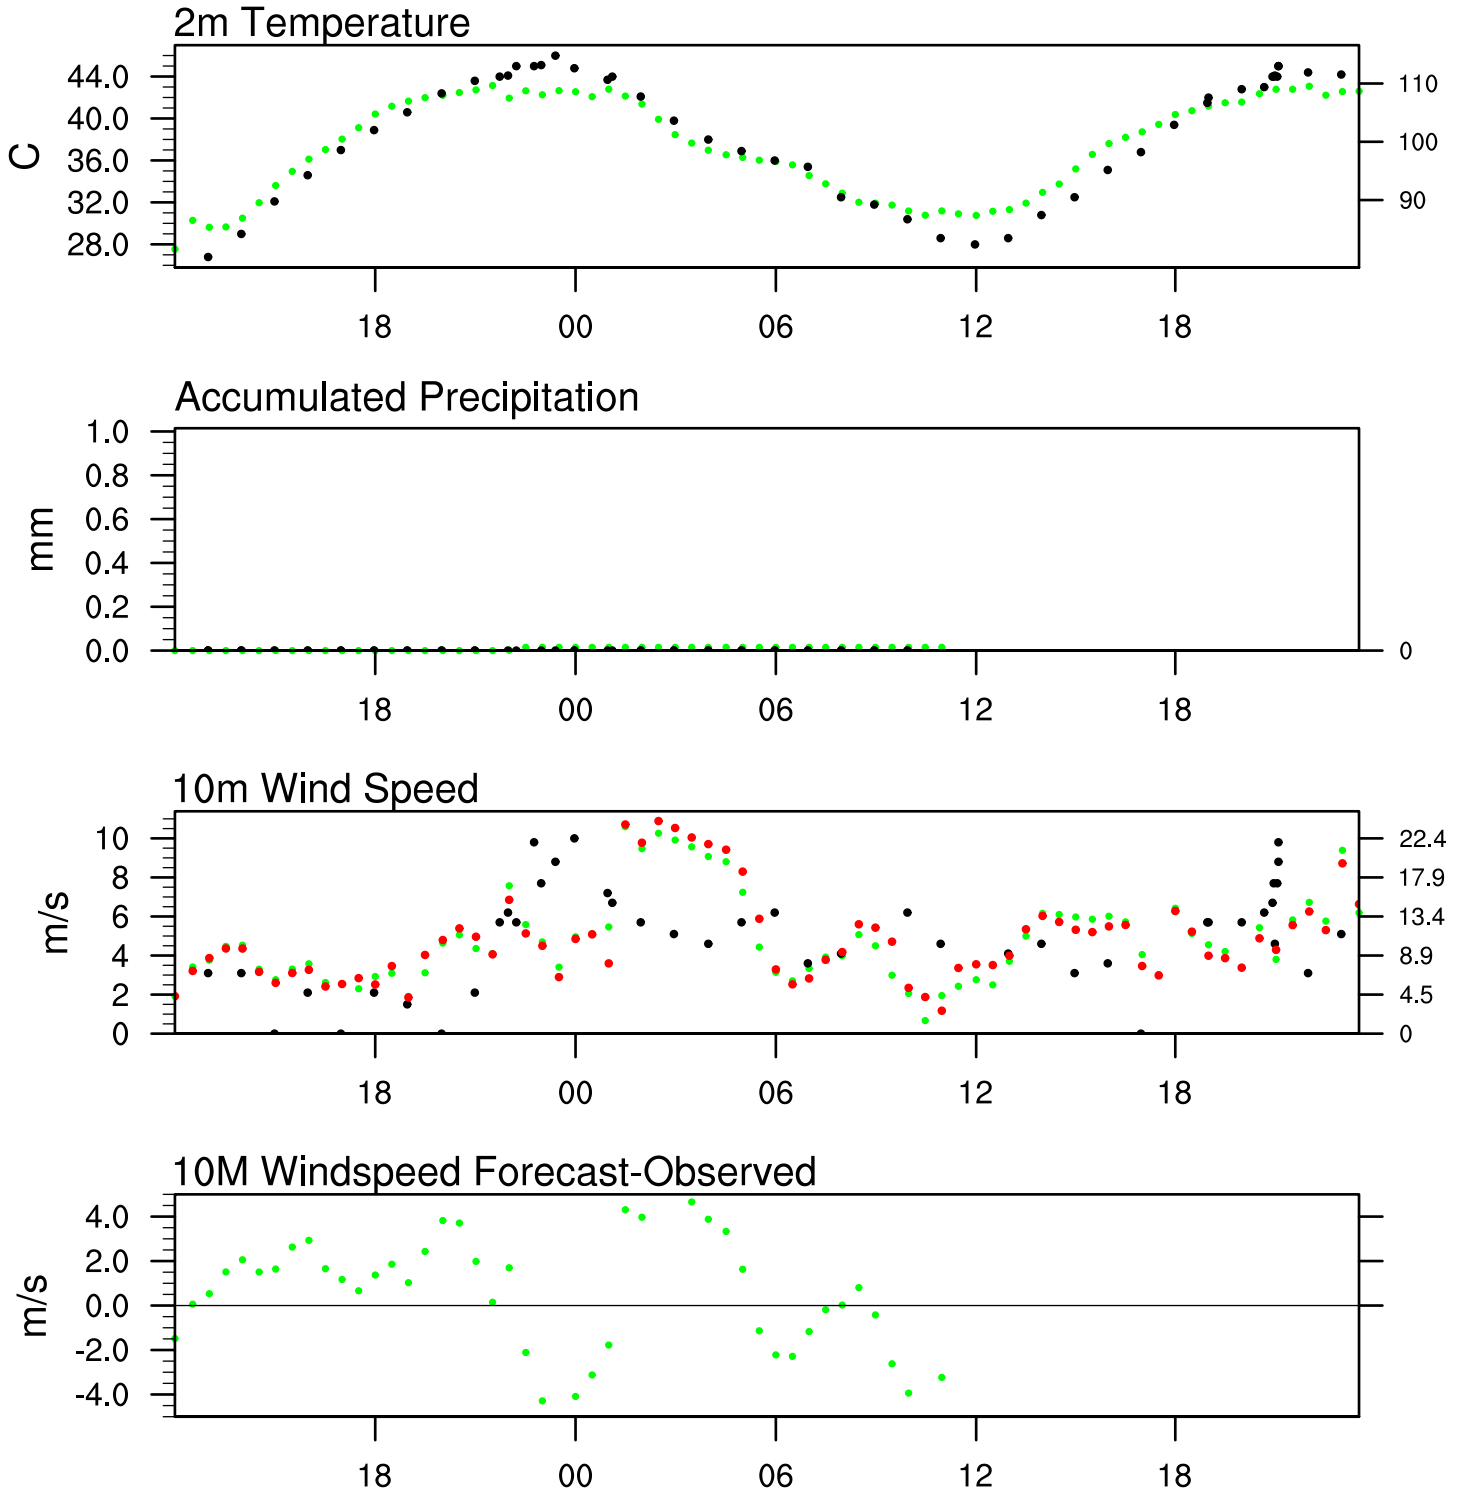 2m Temperature
44.0
40.0
36.0
32.0
28.0
C
110
100
90
18 00 06 12 18
Accumulated Precipitation
1.0
0.8
0.6
0.4
0.2
0.0
mm
0
18 00 06 12 18
10m Wind Speed
10
8
6
4
2
0
m/s
22.4
17.9
13.4
8.9
4.5
0
18 00 06 12 18
10M Windspeed Forecast-Observed
4.0
2.0
0.0
-2.0
-4.0
m/s
18 00 06 12 18